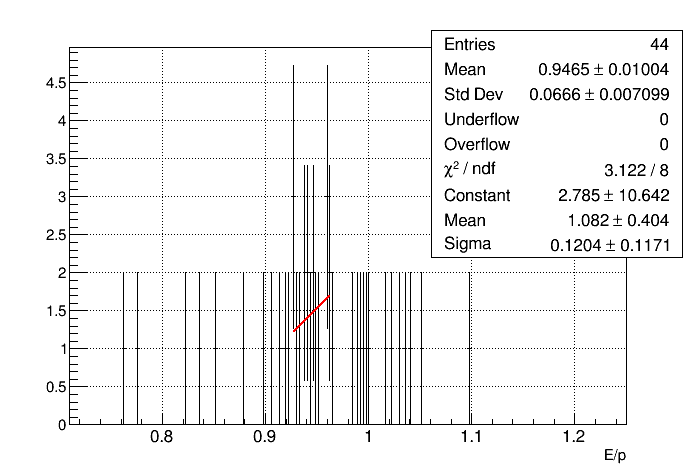 Entries 44
Mean 0.9465 ± 0.01004
Std Dev 0.0666 ± 0.007099
Underflow 0
Overflow 0
χ² / ndf 3.122 / 8
Constant 2.785 ± 10.642
Mean 1.082 ± 0.404
Sigma 0.1204 ± 0.1171
4.5
4
3.5
3
2.5
2
1.5
1
0.5
0
0.8 0.9 1 1.1 1.2
E/p